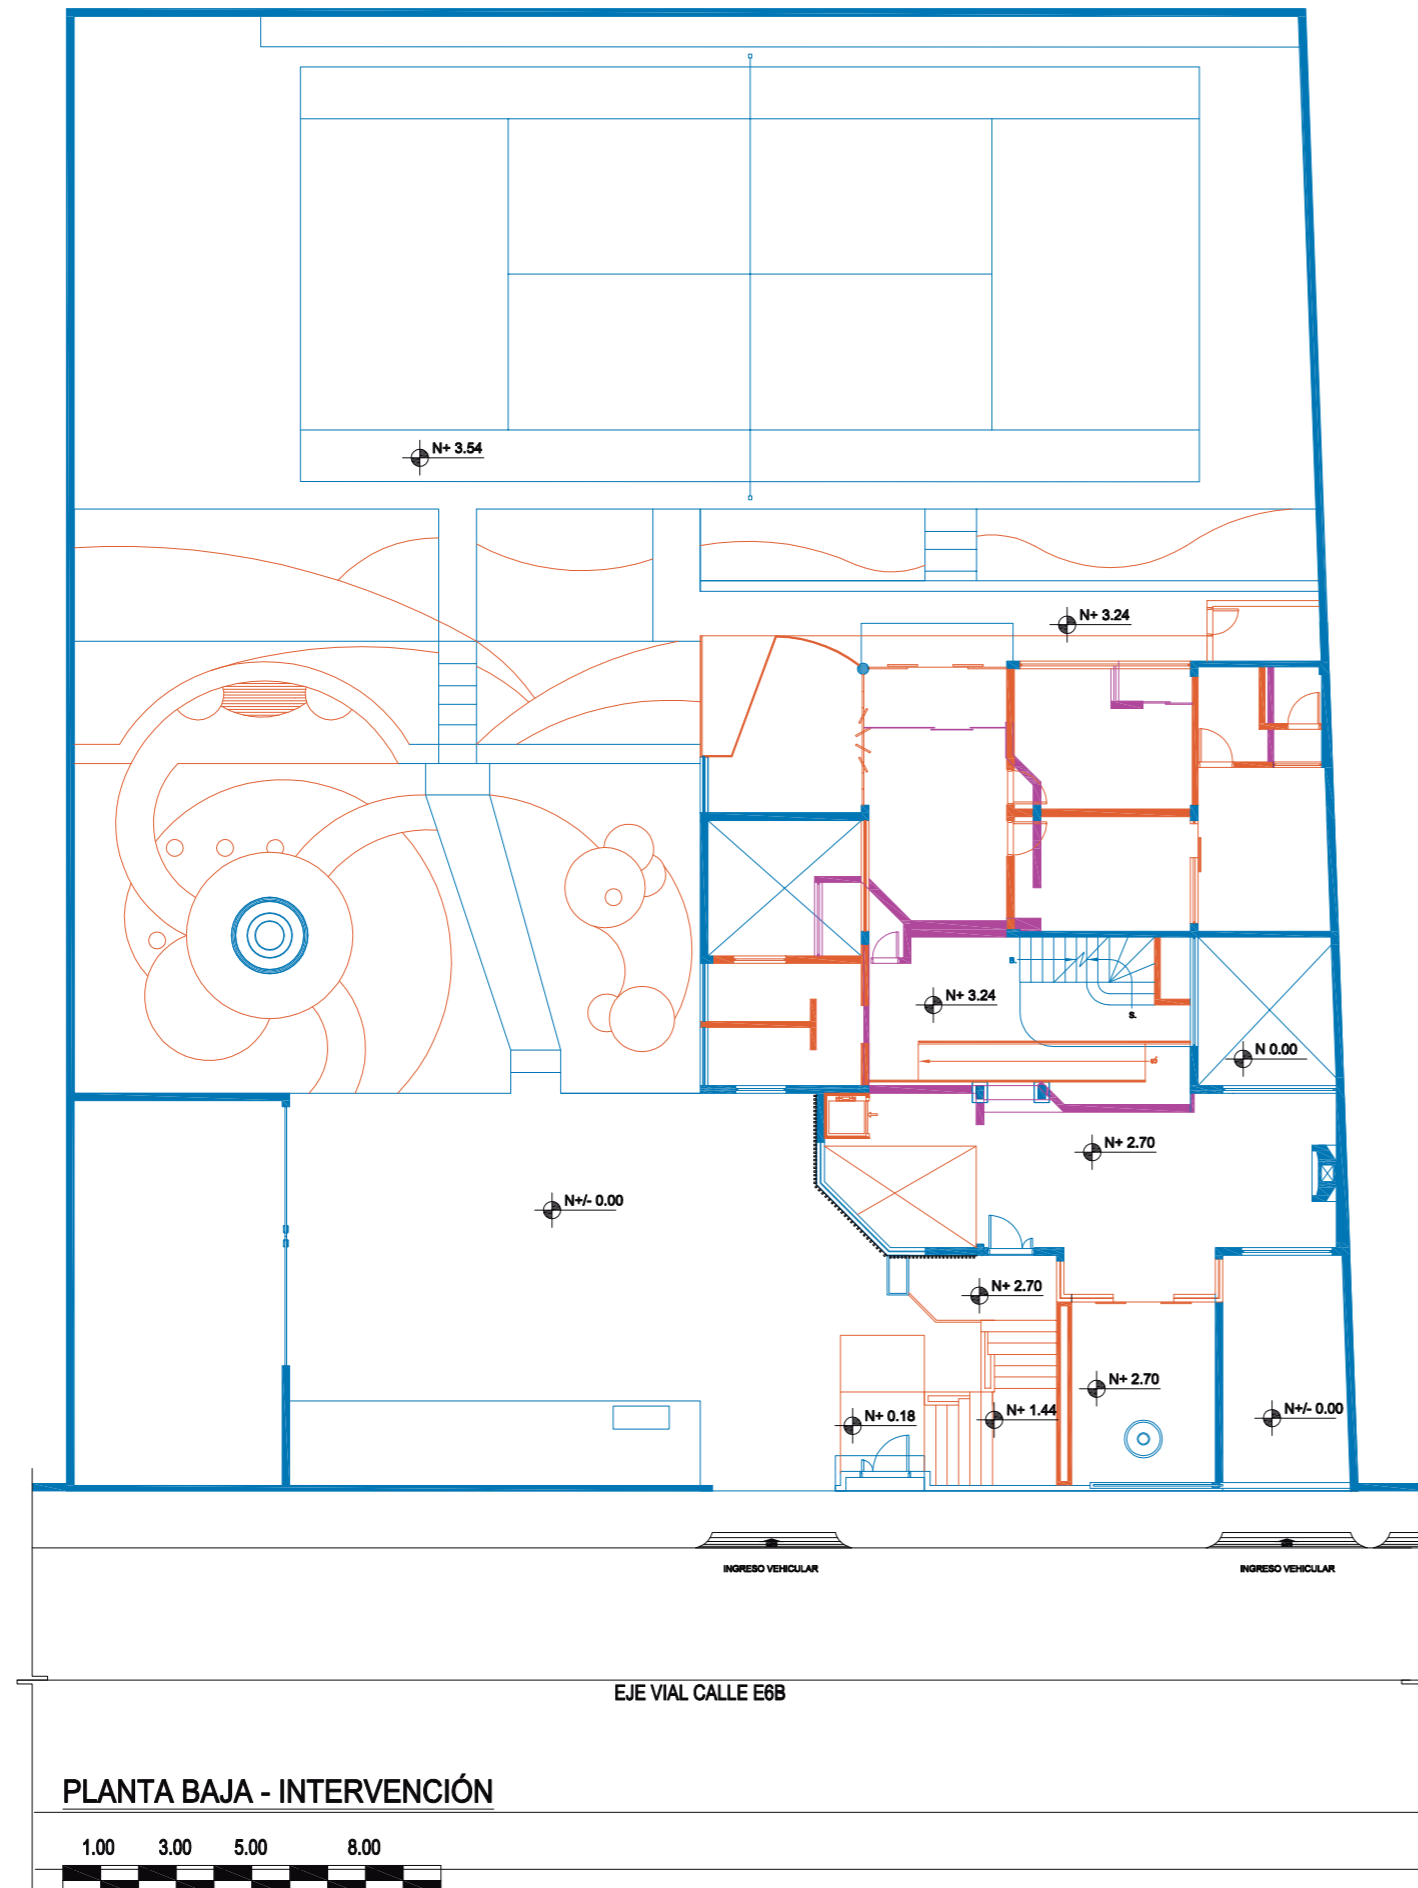 N+ 3.54
N+ 3.24
B.
N+ 3.24
S.
N 0.00
B.
N+ 2.70
N+/- 0.00
N+ 2.70
N+ 2.70
N+ 0.18
N+ 1.44
N+/- 0.00
INGRESO VEHICULAR
INGRESO VEHICULAR
EJE VIAL CALLE E6B
PLANTA BAJA - INTERVENCIÓN
1.00 3.00 5.00 8.00